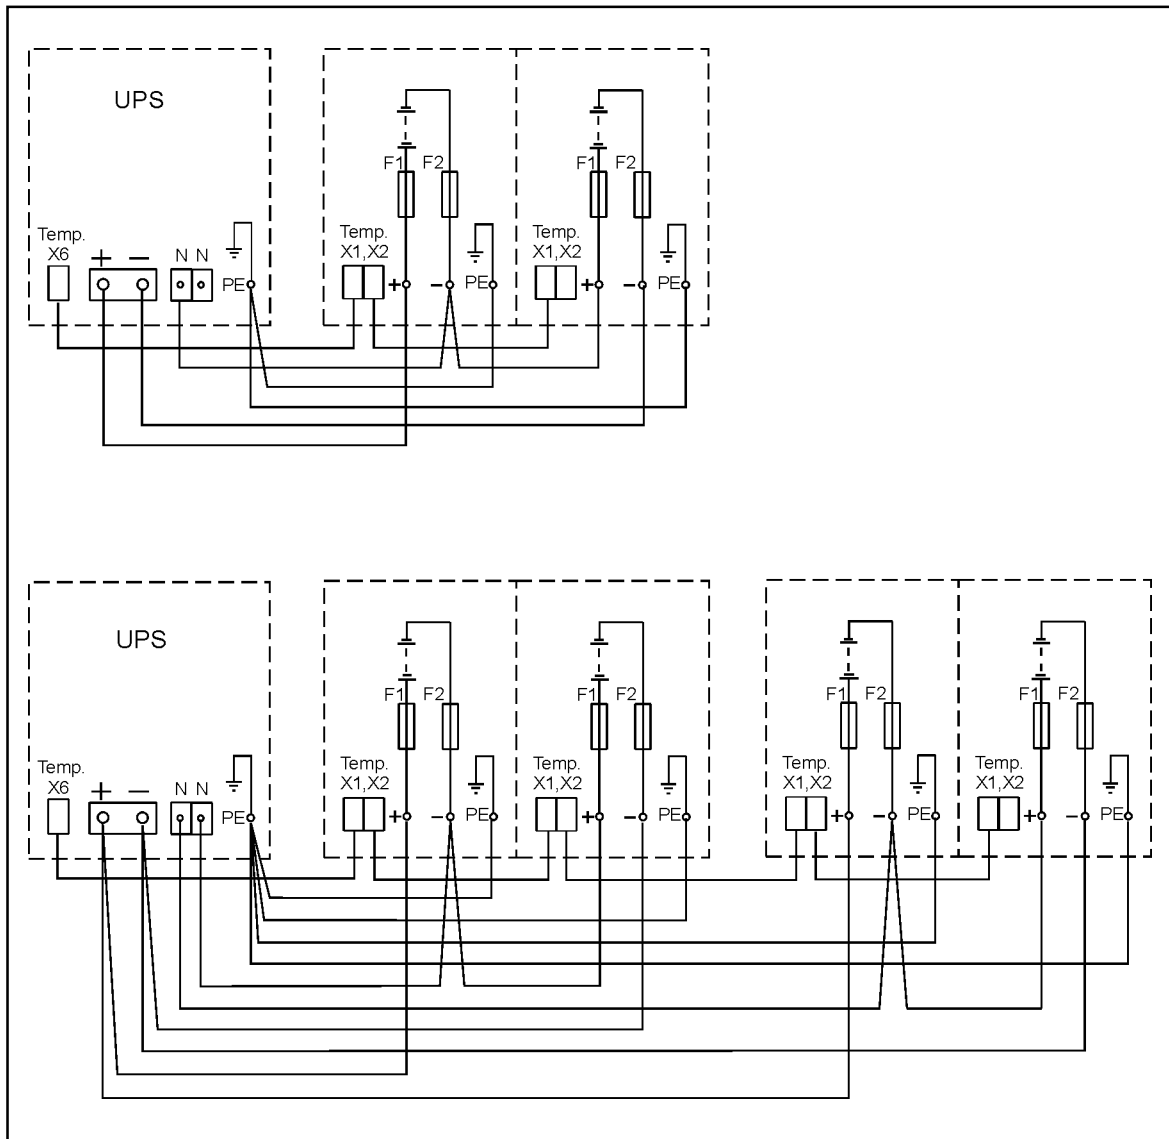 UPS
F1 F2 F1 F2
Temp. Temp. Temp.
X6 + — N N X1,X2 X1,X2
PE + - PE + - PE
UPS
F1 F2 F1 F2 F1 F2 F1 F2
Temp. Temp. Temp. Temp. Temp.
X6 + — N N X1,X2 X1,X2 X1,X2 X1,X2
PE + - PE + - PE + - PE + - PE